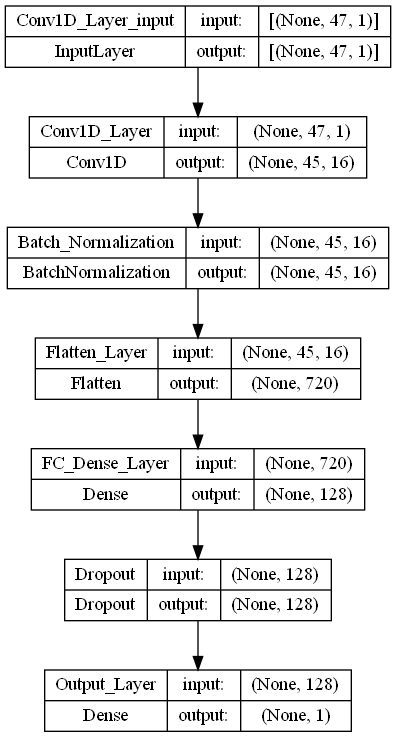 Conv1D_Layer_input input: [(None, 47, 1)]
InputLayer output: [(None, 47, 1)]
Conv1D_Layer input: (None, 47, 1)
Conv1D output: (None, 45, 16)
Batch_Normalization input: (None, 45, 16)
BatchNormalization output: (None, 45, 16)
Flatten_Layer input: (None, 45, 16)
Flatten output: (None, 720)
FC_Dense_Layer input: (None, 720)
Dense output: (None, 128)
Dropout input: (None, 128)
Dropout output: (None, 128)
Output_Layer input: (None, 128)
Dense output: (None, 1)